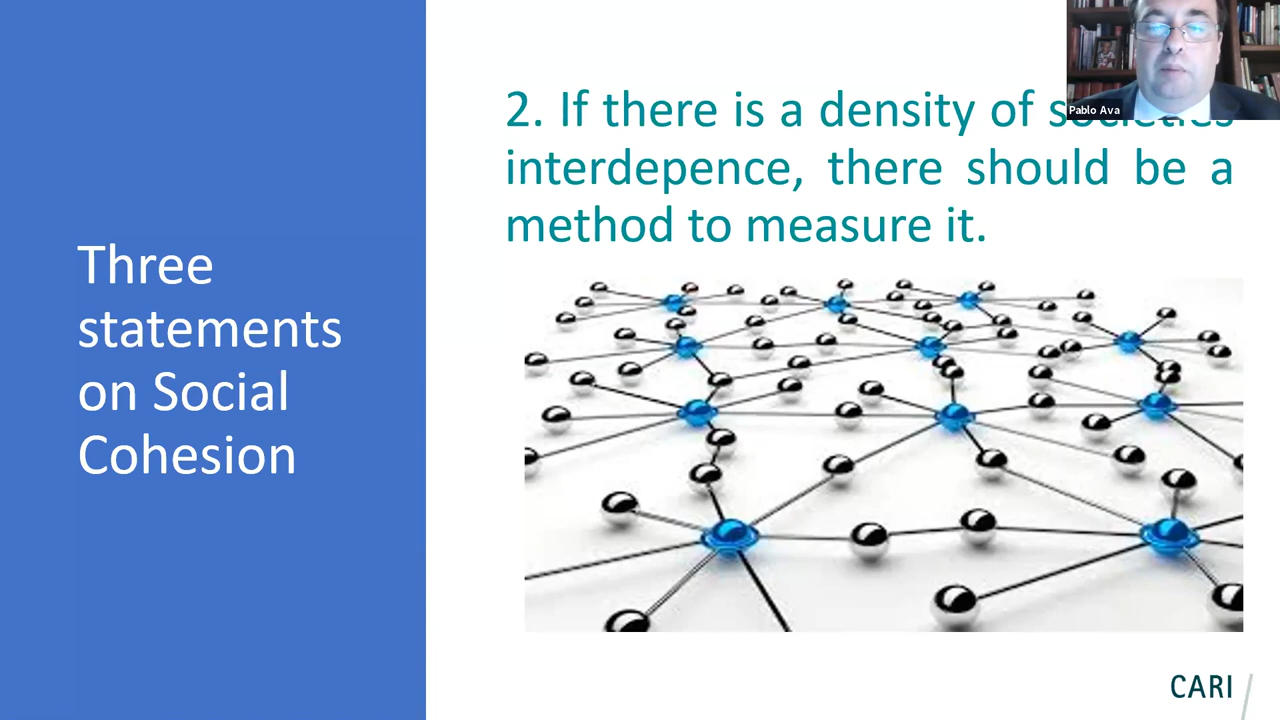 Three
statements
on Social
Cohesion
2. If there is a density of societies
interdepence, there should be a
method to measure it.
Pablo Ava
CARI